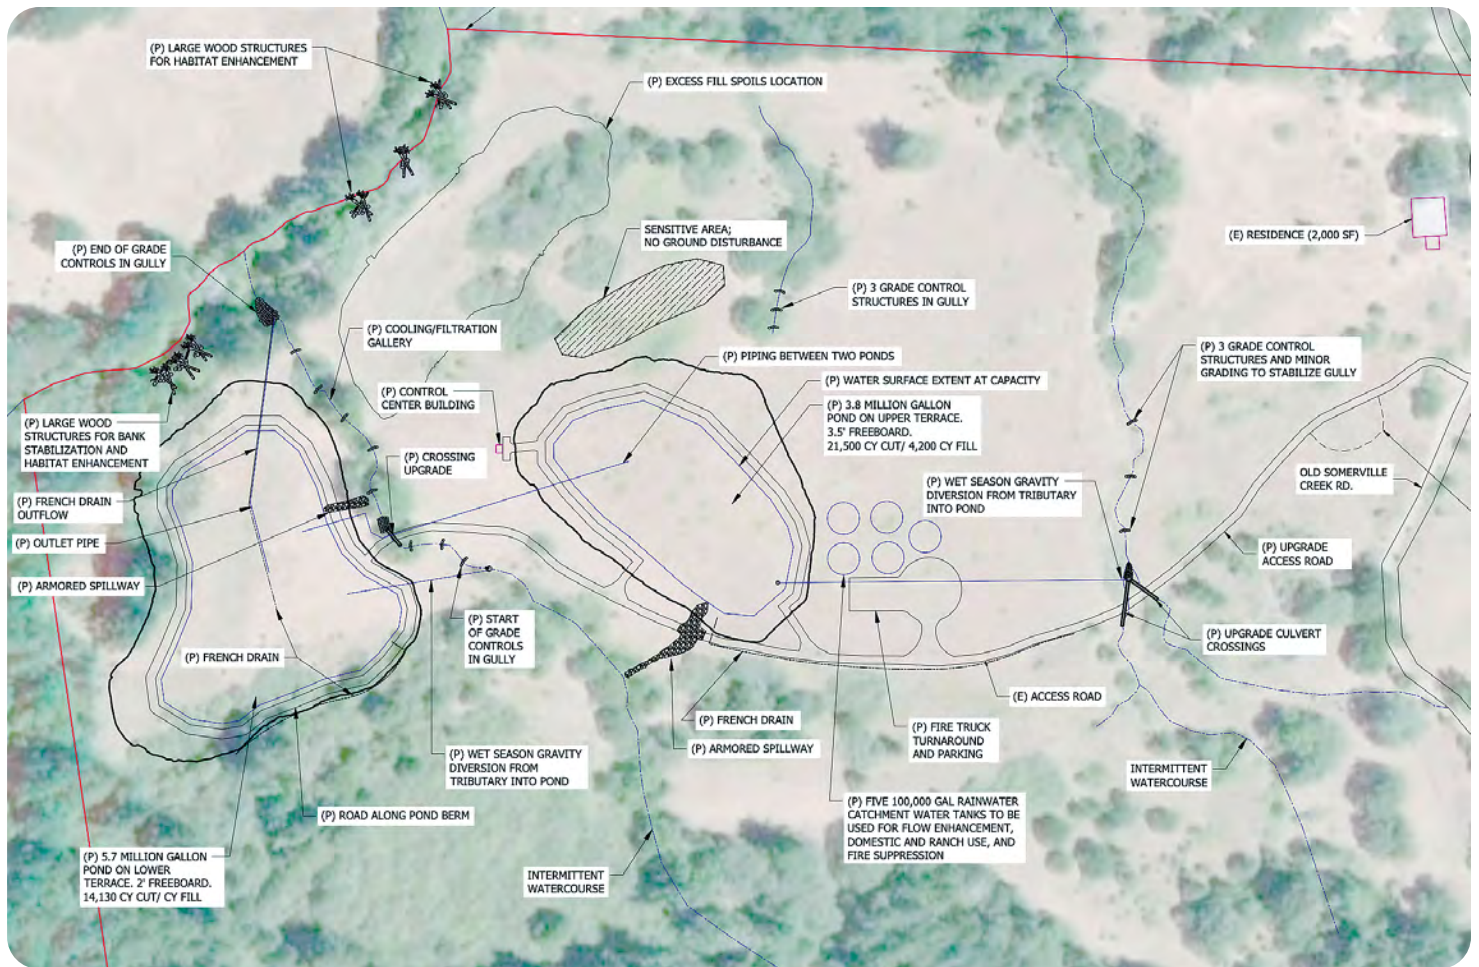 (P) LARGE WOOD STRUCTURES
FOR HABITAT ENHANCEMENT
(P) EXCESS FILL SPOILS LOCATION
SENSITIVE AREA;
NO GROUND DISTURBANCE
(E) RESIDENCE (2,000 SF)
(P) END OF GRADE
CONTROLS IN GULLY
(P) 3 GRADE CONTROL
STRUCTURES IN GULLY
(P) COOLING/FILTRATION
GALLERY
(P) PIPING BETWEEN TWO PONDS
(P) 3 GRADE CONTROL
STRUCTURES AND MINOR
GRADING TO STABILIZE GULLY
(P) WATER SURFACE EXTENT AT CAPACITY
(P) CONTROL
CENTER BUILDING
(P) 3.8 MILLION GALLON
POND ON UPPER TERRACE.
3.5' FREEBOARD.
21,500 CY CUT/ 4,200 CY FILL
(P) LARGE WOOD
STRUCTURES FOR BANK
STABILIZATION AND
HABITAT ENHANCEMENT
(P) CROSSING
UPGRADE
(P) WET SEASON GRAVITY
DIVERSION FROM TRIBUTARY
INTO POND
OLD SOMERVILLE
CREEK RD.
(P) FRENCH DRAIN
OUTFLOW
(P) OUTLET PIPE
(P) UPGRADE
ACCESS ROAD
(P) ARMORED SPILLWAY
(P) START
OF GRADE
CONTROLS
IN GULLY
(P) UPGRADE CULVERT
CROSSINGS
(P) FRENCH DRAIN
(E) ACCESS ROAD
(P) FRENCH DRAIN
(P) FIRE TRUCK
TURNAROUND
AND PARKING
(P) ARMORED SPILLWAY
(P) WET SEASON GRAVITY
DIVERSION FROM
TRIBUTARY INTO POND
INTERMITTENT
WATERCOURSE
(P) FIVE 100,000 GAL RAINWATER
CATCHMENT WATER TANKS TO BE
USED FOR FLOW ENHANCEMENT,
DOMESTIC AND RANCH USE, AND
FIRE SUPPRESSION
(P) ROAD ALONG POND BERM
(P) 5.7 MILLION GALLON
POND ON LOWER
TERRACE. 2' FREEBOARD.
14,130 CY CUT/ CY FILL
INTERMITTENT
WATERCOURSE